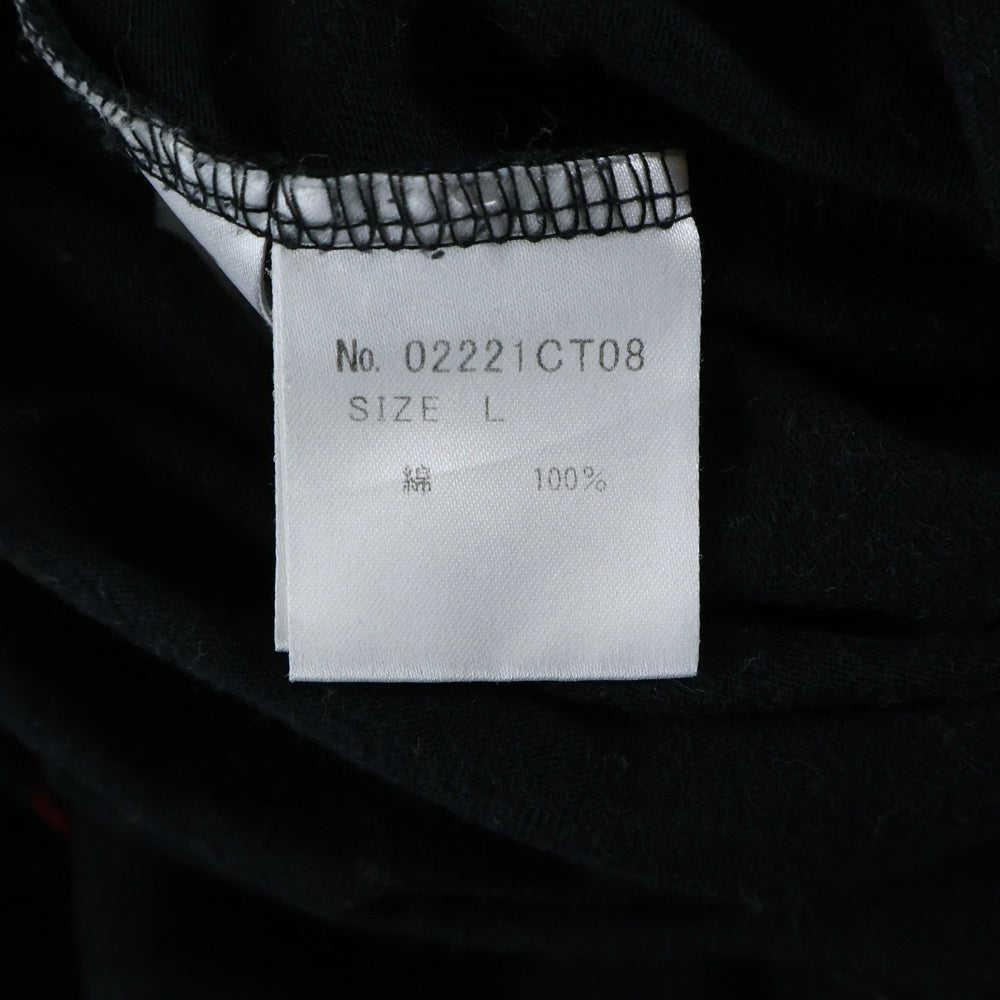 No. 02221CT08
SIZE L
綿 100%